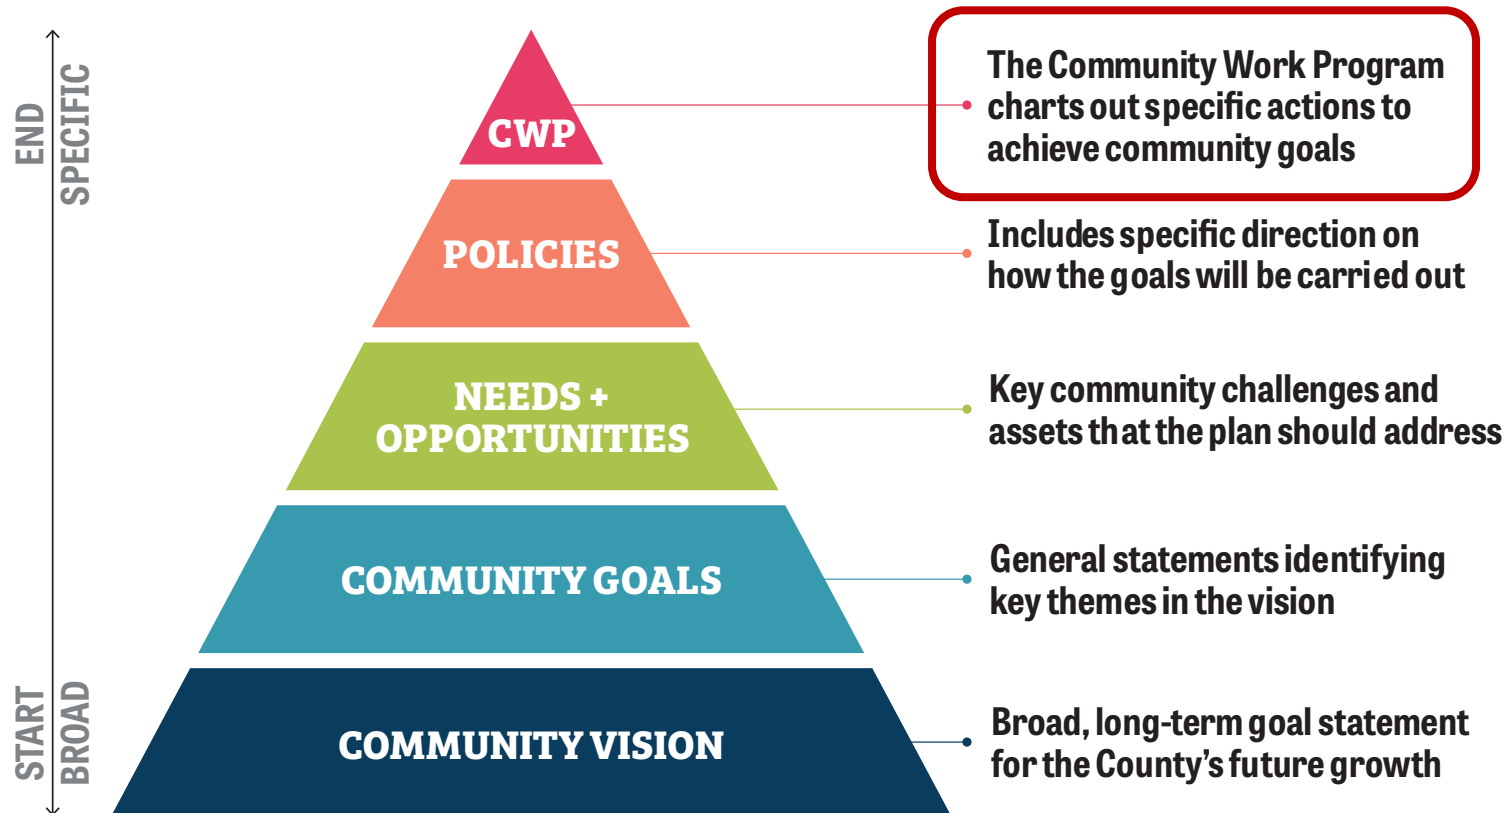 END
SPECIFIC
CWP
The Community Work Program
charts out specific actions to
achieve community goals
POLICIES
Includes specific direction on
how the goals will be carried out
NEEDS +
OPPORTUNITIES
Key community challenges and
assets that the plan should address
COMMUNITY GOALS
General statements identifying
key themes in the vision
START
BROAD
COMMUNITY VISION
Broad, long-term goal statement
for the County's future growth